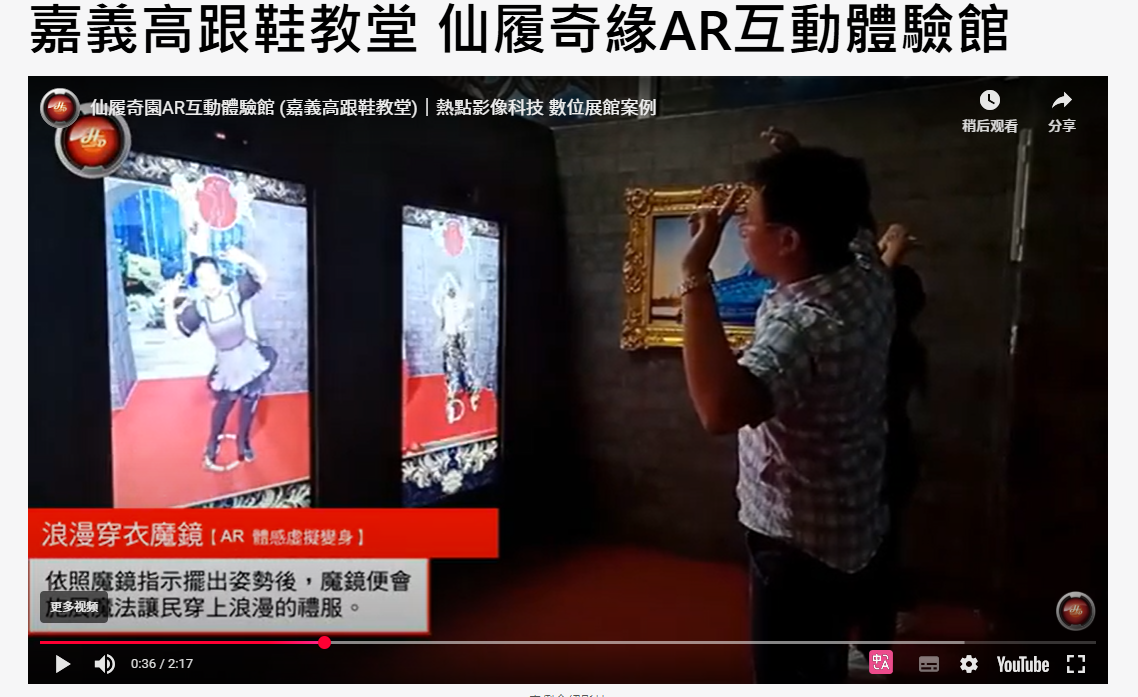 嘉義高跟鞋教堂 仙履奇緣AR互動體驗館
仙履奇園AR互動體驗館 (嘉義高跟鞋教堂)｜熱點影像科技 數位展館案例
稍后观看
分享
浪漫穿衣魔鏡【AR 體感虛擬變身】
依照魔鏡指示擺出姿勢後，魔鏡便會
魔法讓民穿上浪漫的禮服。
更多视频
0:36 / 2:17
YouTube